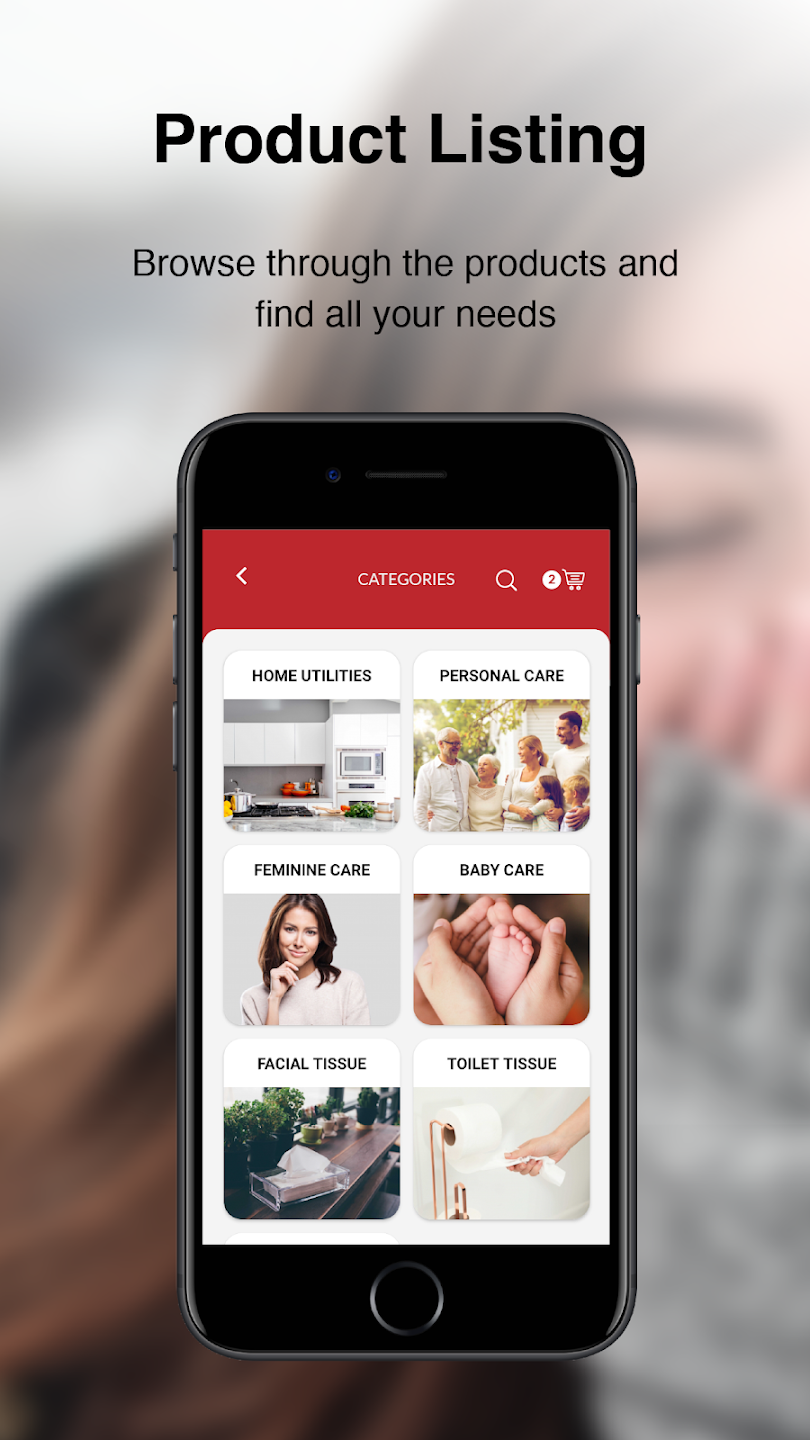 Product Listing
Browse through the products and
find all your needs
CATEGORIES
2
HOME UTILITIES
PERSONAL CARE
FEMININE CARE
BABY CARE
FACIAL TISSUE
TOILET TISSUE